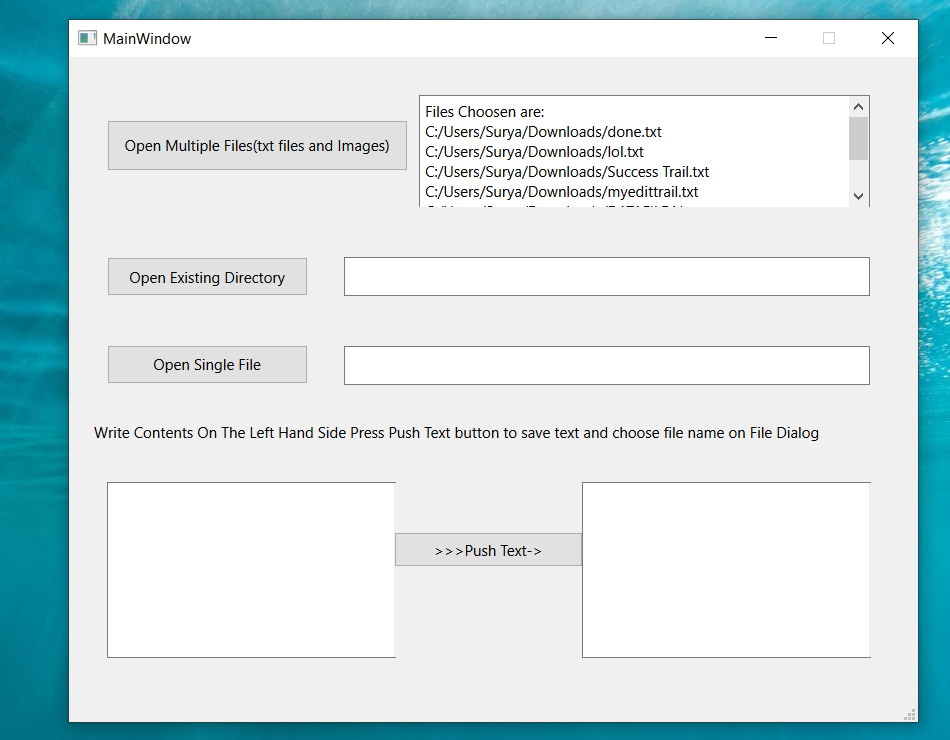 MainWindow
Open Multiple Files(txt files and Images)
Files Choosen are:
C:/Users/Surya/Downloads/done.txt
C:/Users/Surya/Downloads/lol.txt
C:/Users/Surya/Downloads/Success Trail.txt
C:/Users/Surya/Downloads/myedittrail.txt
Open Existing Directory
Open Single File
Write Contents On The Left Hand Side Press Push Text button to save text and choose file name on File Dialog
>>>Push Text->